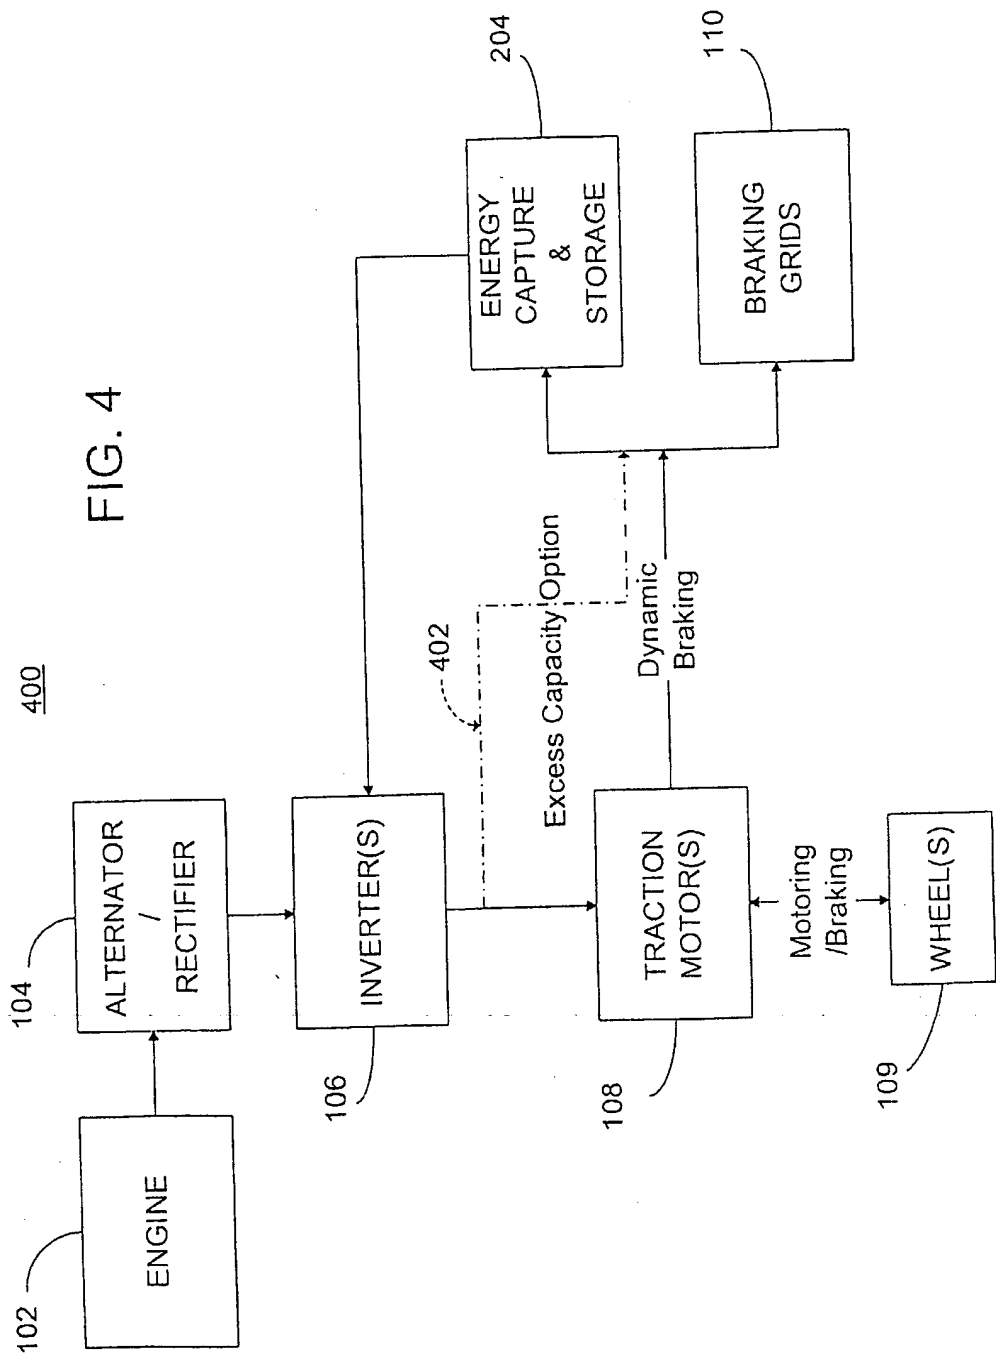 400
FIG. 4
102
ENGINE
104
ALTERNATOR
/
RECTIFIER
106
INVERTER(S)
402
Excess Capacity Option
108
TRACTION
MOTOR(S)
Dynamic
Braking
Motoring
/Braking
109
WHEEL(S)
204
ENERGY
CAPTURE
&
STORAGE
110
BRAKING
GRIDS